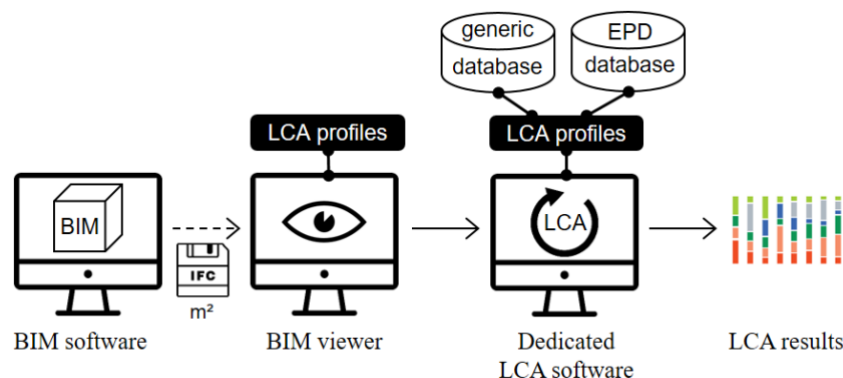 generic
database
EPD
database
LCA profiles
LCA profiles
BIM
IFC
m²
LCA
BIM software
BIM viewer
Dedicated
LCA software
LCA results